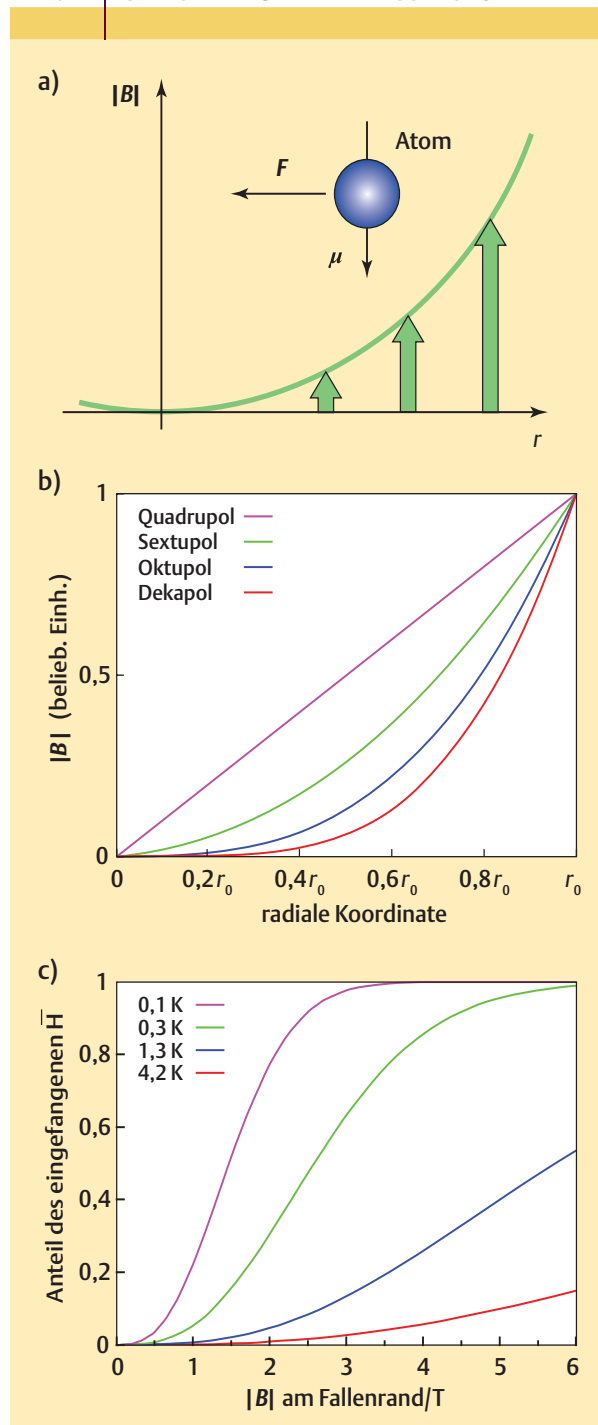 a)
|B|
Atom
F
μ
r
b)
1
Quadrupol
Sextupol
Oktupol
Dekapol
0,5
|B| (belieb. Einh.)
0
0 0,2r₀ 0,4r₀ 0,6r₀ 0,8r₀ r₀
radiale Koordinate
c)
1
0,1 K
0,3 K
1,3 K
4,2 K
0,8
0,6
0,4
0,2
0
Anteil des eingefangenen H̅
0 1 2 3 4 5 6
|B| am Fallenrand/T